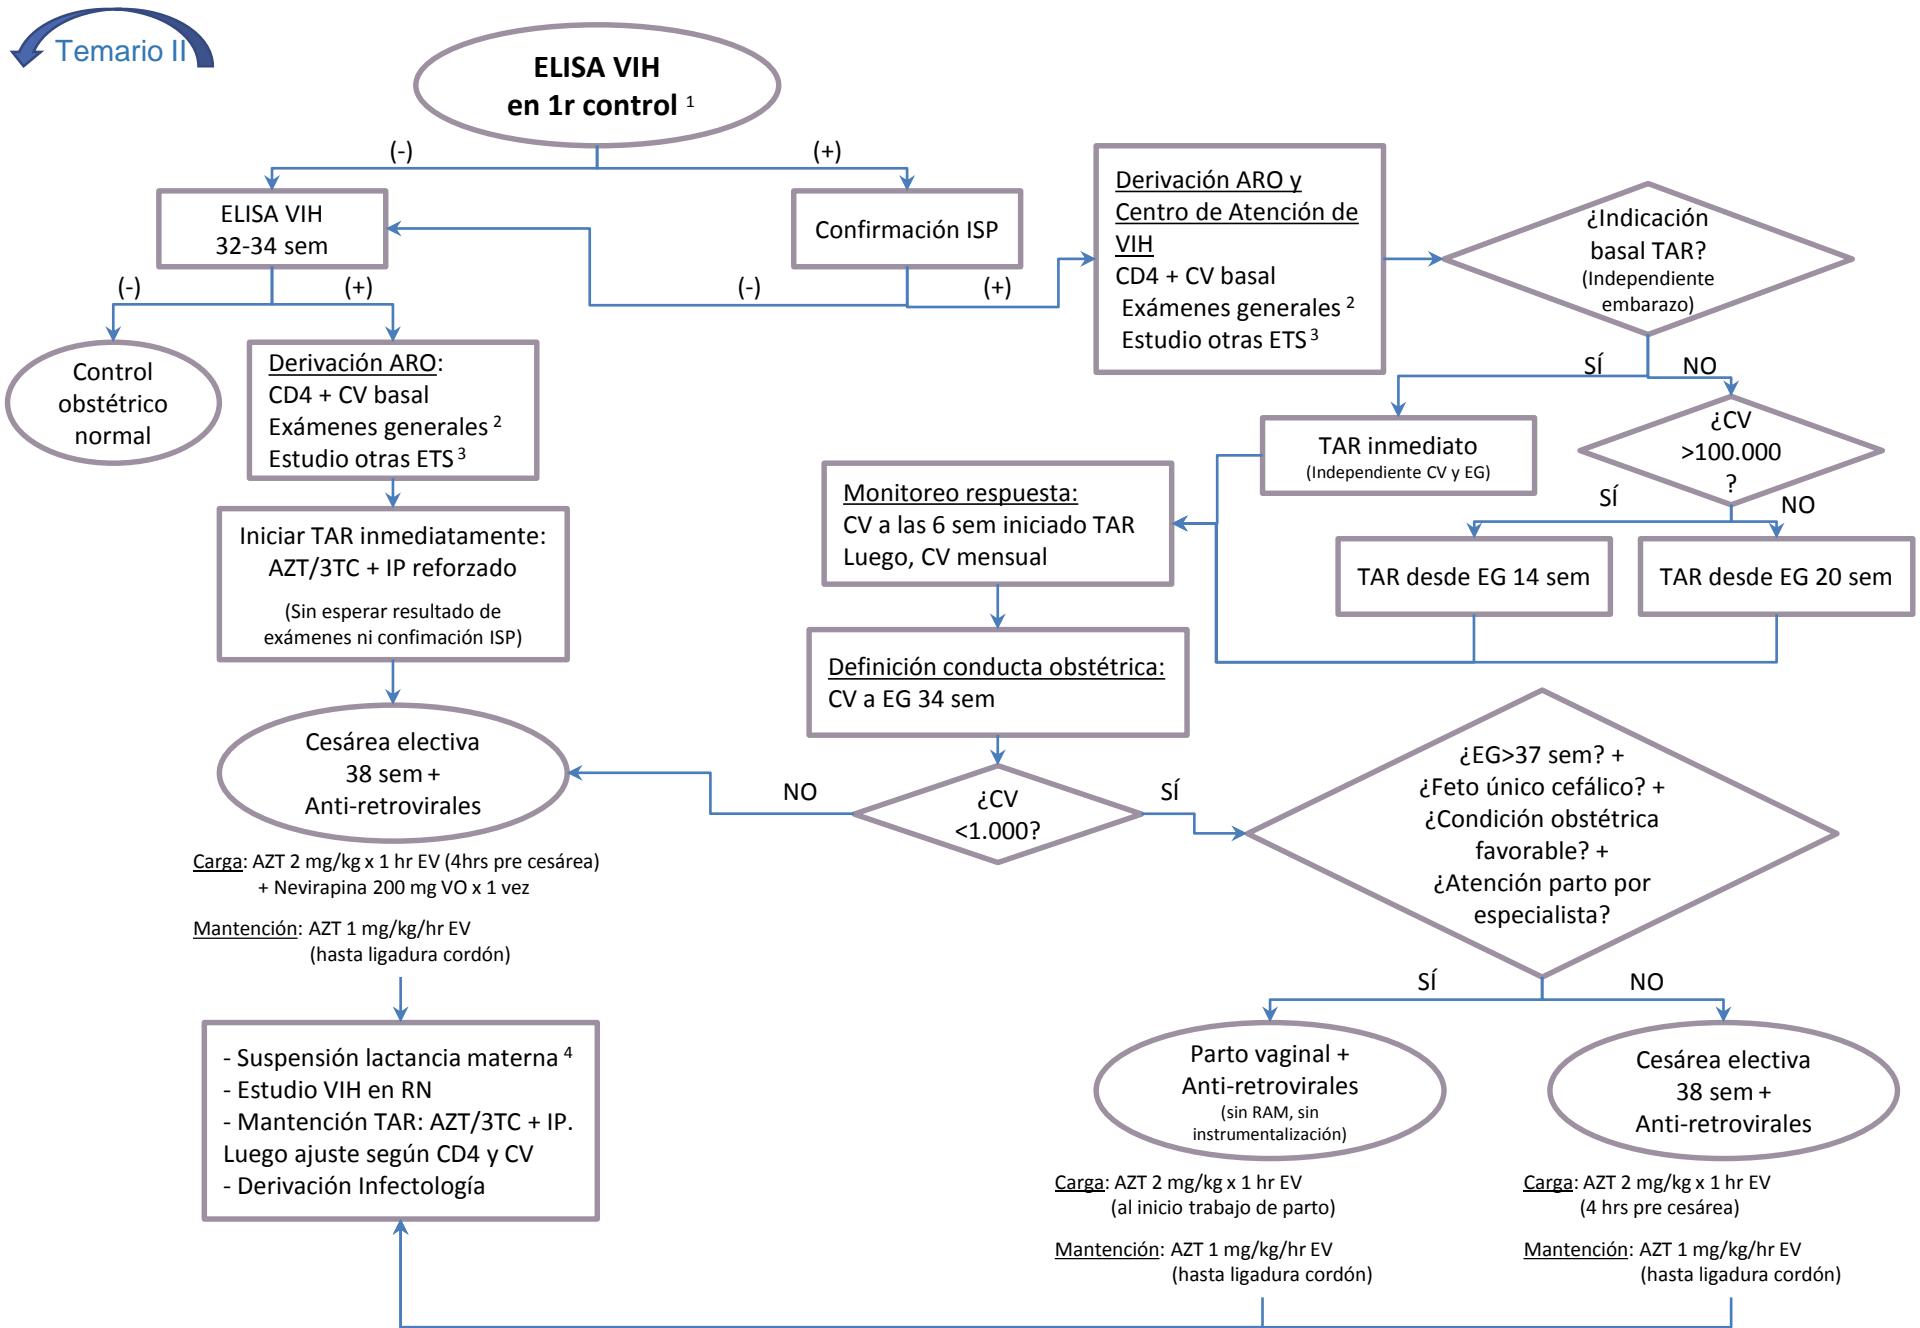 Temario II
ELISA VIH
en 1r control 1
(-)
(+)
ELISA VIH
32-34 sem
Confirmación ISP
Derivación ARO y
Centro de Atención de
VIH
CD4 + CV basal
Exámenes generales 2
Estudio otras ETS 3
¿Indicación
basal TAR?
(Independiente
embarazo)
(-)
(+)
(-)
(+)
Control
obstétrico
normal
Derivación ARO:
CD4 + CV basal
Exámenes generales 2
Estudio otras ETS 3
SÍ
NO
TAR inmediato
(Independiente CV y EG)
¿CV
>100.000
?
SÍ
NO
Iniciar TAR inmediatamente:
AZT/3TC + IP reforzado
(Sin esperar resultado de
exámenes ni confimación ISP)
Monitoreo respuesta:
CV a las 6 sem iniciado TAR
Luego, CV mensual
TAR desde EG 14 sem
TAR desde EG 20 sem
Definición conducta obstétrica:
CV a EG 34 sem
Cesárea electiva
38 sem +
Anti-retrovirales
NO
¿CV
<1.000?
SÍ
¿EG>37 sem? +
¿Feto único cefálico? +
¿Condición obstétrica
favorable? +
¿Atención parto por
especialista?
Carga: AZT 2 mg/kg x 1 hr EV (4hrs pre cesárea)
+ Nevirapina 200 mg VO x 1 vez
Mantención: AZT 1 mg/kg/hr EV
(hasta ligadura cordón)
SÍ
NO
- Suspensión lactancia materna 4
- Estudio VIH en RN
- Mantención TAR: AZT/3TC + IP.
Luego ajuste según CD4 y CV
- Derivación Infectología
Parto vaginal +
Anti-retrovirales
(sin RAM, sin
instrumentalización)
Cesárea electiva
38 sem +
Anti-retrovirales
Carga: AZT 2 mg/kg x 1 hr EV
(al inicio trabajo de parto)
Mantención: AZT 1 mg/kg/hr EV
(hasta ligadura cordón)
Carga: AZT 2 mg/kg x 1 hr EV
(4 hrs pre cesárea)
Mantención: AZT 1 mg/kg/hr EV
(hasta ligadura cordón)